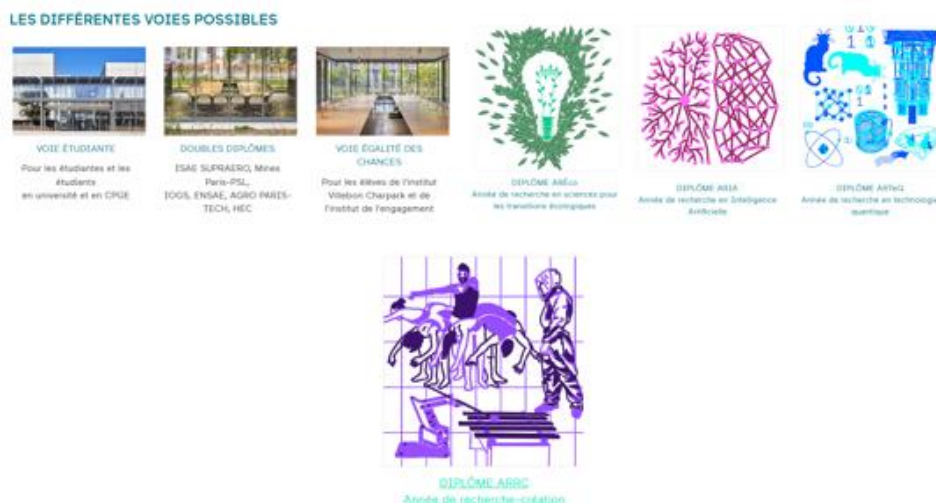 LES DIFFÉRENTES VOIES POSSIBLES
VOIE ÉTUDIANTE
Pour les étudiantes et les
étudiants
en université et en CPGE
DOUBLES DIPLÔMES
ISAE SUPRAERO, Mines
Paris-PSL,
IOGS, ENSAE, AGRO PARIS-
TECH, HEC
VOIE ÉGALITÉ DES
CHANCES
Pour les élèves de l'institut
Villebon Charpack et de
l'institut de l'engagement
DIPLÔME ARÉco
Année de recherche en sciences pour
les transitions écologiques
DIPLÔME ARIA
Année de recherche en Intelligence
Artificielle
DIPLÔME ARTeQ
Année de recherche en technologie
quantique
DIPLÔME ARRC
Année de recherche-création